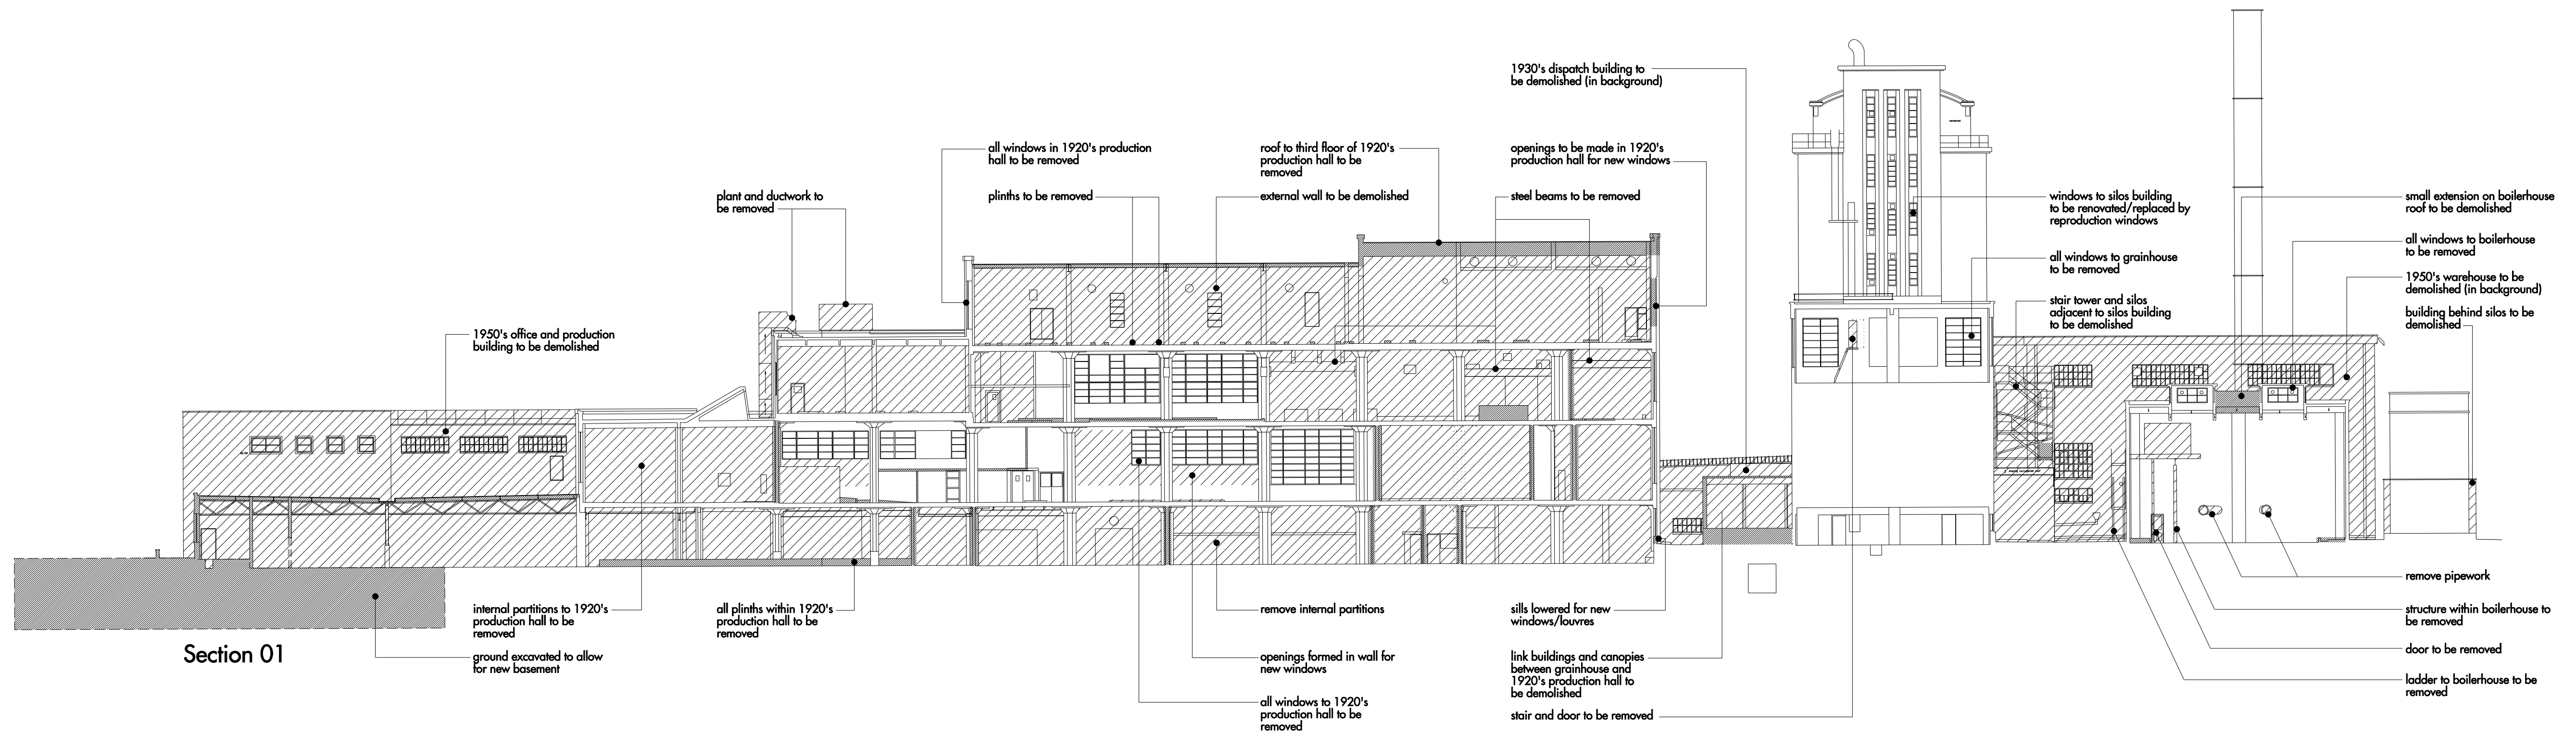 1930's dispatch building to
be demolished (in background)
all windows in 1920's production
hall to be removed
roof to third floor of 1920's
production hall to be
removed
openings to be made in 1920's
production hall for new windows
plant and ductwork to
be removed
plinths to be removed
external wall to be demolished
steel beams to be removed
windows to silos building
to be renovated/replaced by
reproduction windows
small extension on boilerhouse
roof to be demolished
all windows to boilerhouse
to be removed
all windows to grainhouse
to be removed
1950's warehouse to be
demolished (in background)
stair tower and silos
adjacent to silos building
to be demolished
building behind silos to be
demolished
1950's office and production
building to be demolished
remove pipework
internal partitions to 1920's
production hall to be
removed
all plinths within 1920's
production hall to be
removed
remove internal partitions
sills lowered for new
windows/louvres
structure within boilerhouse to
be removed
Section 01
ground excavated to allow
for new basement
openings formed in wall for
new windows
link buildings and canopies
between grainhouse and
1920's production hall to
be demolished
door to be removed
ladder to boilerhouse to be
removed
all windows to 1920's
production hall to be
removed
stair and door to be removed